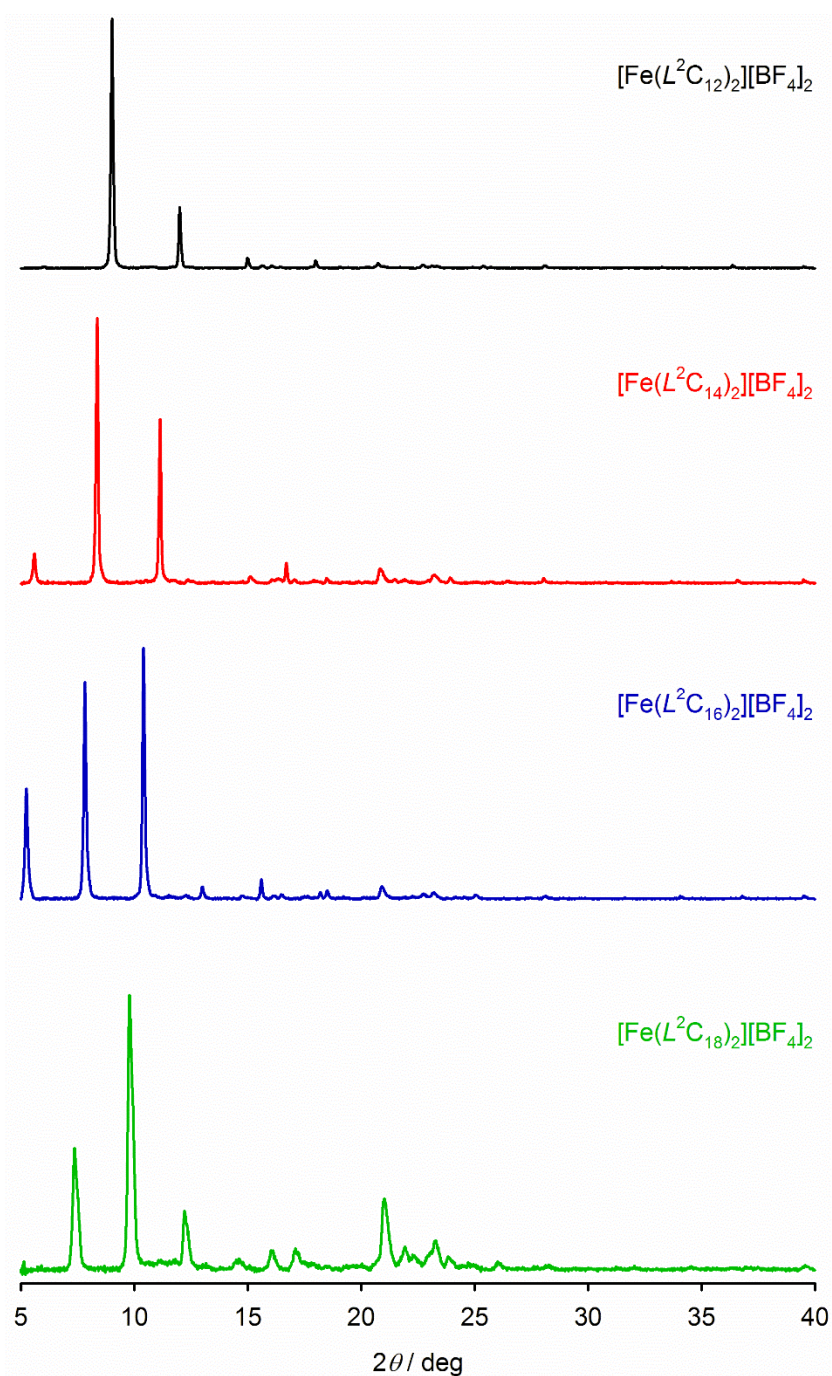 [Fe(L²C₁₂)₂][BF₄]₂
[Fe(L²C₁₄)₂][BF₄]₂
[Fe(L²C₁₆)₂][BF₄]₂
[Fe(L²C₁₈)₂][BF₄]₂
5 10 15 20 25 30 35 40
2θ / deg